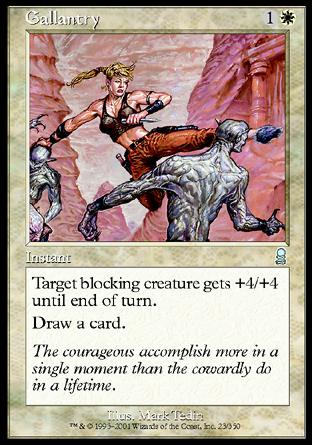 Gallantry 1
Instant
Target blocking creature gets +4/+4
until end of turn.
Draw a card.
The courageous accomplish more in a
single moment than the cowardly do
in a lifetime.
Illus. Mark Tedin
™ & © 1993-2001 Wizards of the Coast, Inc. 23/350